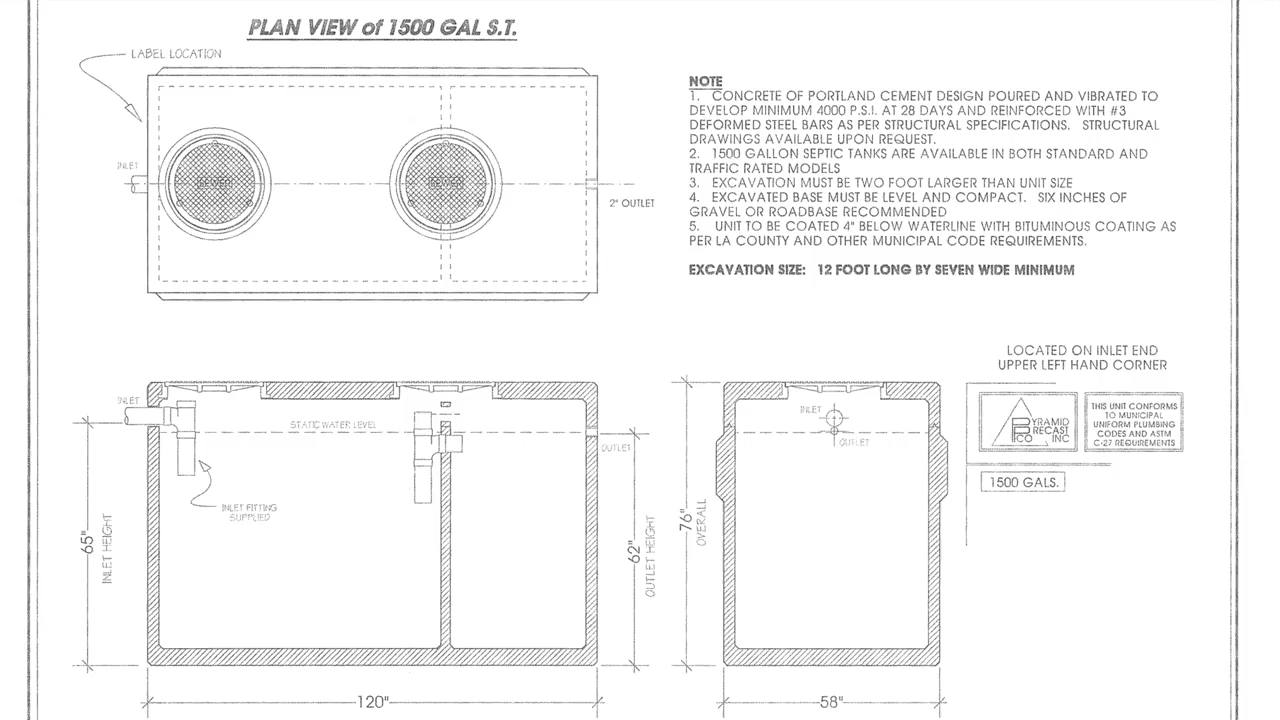 PLAN VIEW of 1500 GAL S.T.
LABEL LOCATION
INLET
SEWER
SEWER
2" OUTLET
NOTE
1. CONCRETE OF PORTLAND CEMENT DESIGN POURED AND VIBRATED TO
DEVELOP MINIMUM 4000 P.S.I. AT 28 DAYS AND REINFORCED WITH #3
DEFORMED STEEL BARS AS PER STRUCTURAL SPECIFICATIONS. STRUCTURAL
DRAWINGS AVAILABLE UPON REQUEST.
2. 1500 GALLON SEPTIC TANKS ARE AVAILABLE IN BOTH STANDARD AND
TRAFFIC RATED MODELS
3. EXCAVATION MUST BE TWO FOOT LARGER THAN UNIT SIZE
4. EXCAVATED BASE MUST BE LEVEL AND COMPACT. SIX INCHES OF
GRAVEL OR ROADBASE RECOMMENDED
5. UNIT TO BE COATED 4" BELOW WATERLINE WITH BITUMINOUS COATING AS
PER LA COUNTY AND OTHER MUNICIPAL CODE REQUIREMENTS.
EXCAVATION SIZE: 12 FOOT LONG BY SEVEN WIDE MINIMUM
LOCATED ON INLET END
UPPER LEFT HAND CORNER
PYRAMID
PRECAST
CO INC
THIS UNIT CONFORMS
TO MUNICIPAL
UNIFORM PLUMBING
CODES AND ASTM
C-27 REQUIREMENTS
1500 GALS.
INLET
STATIC WATER LEVEL
OUTLET
INLET FITTING
SUPPLIED
65"
INLET HEIGHT
62"
OUTLET HEIGHT
76"
OVERALL
INLET
OUTLET
120"
58"